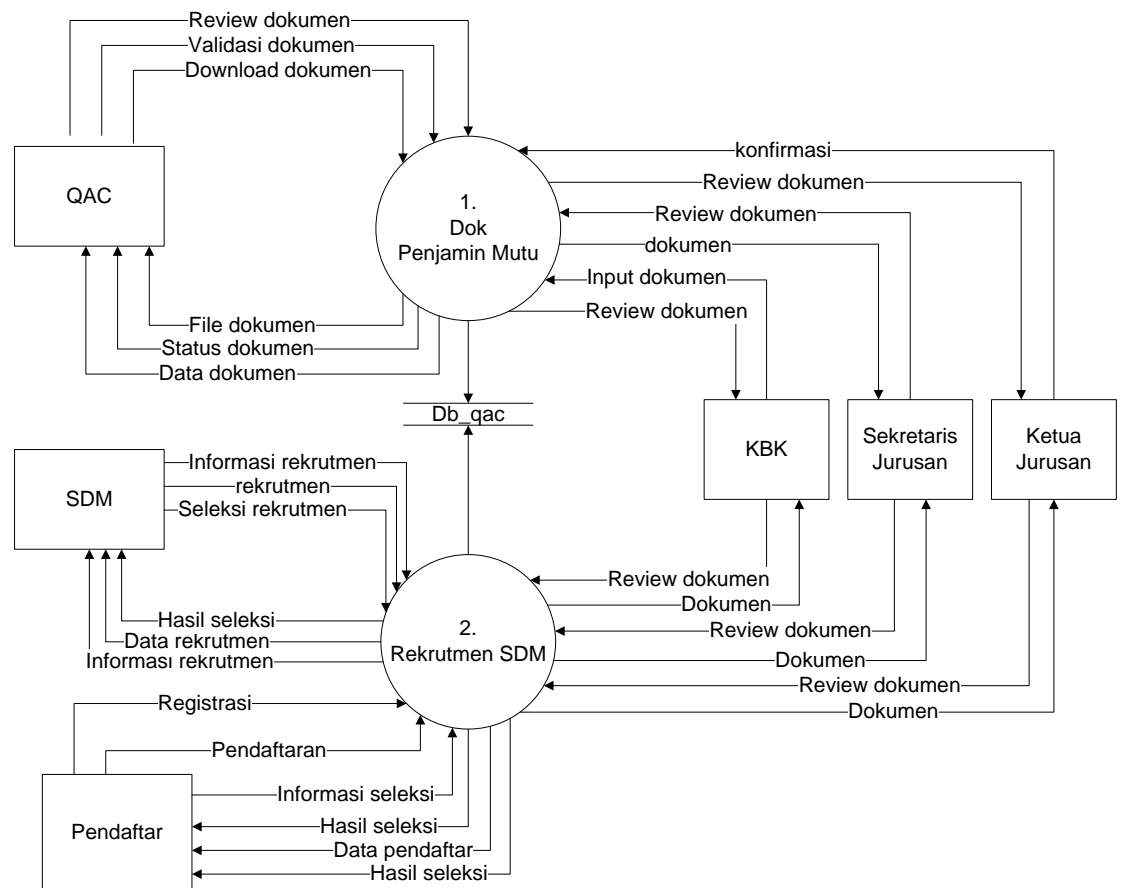 Review dokumen
Validasi dokumen
Download dokumen
QAC
1.
Dok
Penjamin Mutu
konfirmasi
Review dokumen
Review dokumen
dokumen
Input dokumen
Review dokumen
File dokumen
Status dokumen
Data dokumen
Db_qac
KBK
Sekretaris
Jurusan
Ketua
Jurusan
SDM
Informasi rekrutmen
rekrutmen
Seleksi rekrutmen
Hasil seleksi
Data rekrutmen
Informasi rekrutmen
2.
Rekrutmen SDM
Review dokumen
Dokumen
Review dokumen
Dokumen
Review dokumen
Dokumen
Registrasi
Pendaftaran
Informasi seleksi
Pendaftar
Hasil seleksi
Data pendaftar
Hasil seleksi